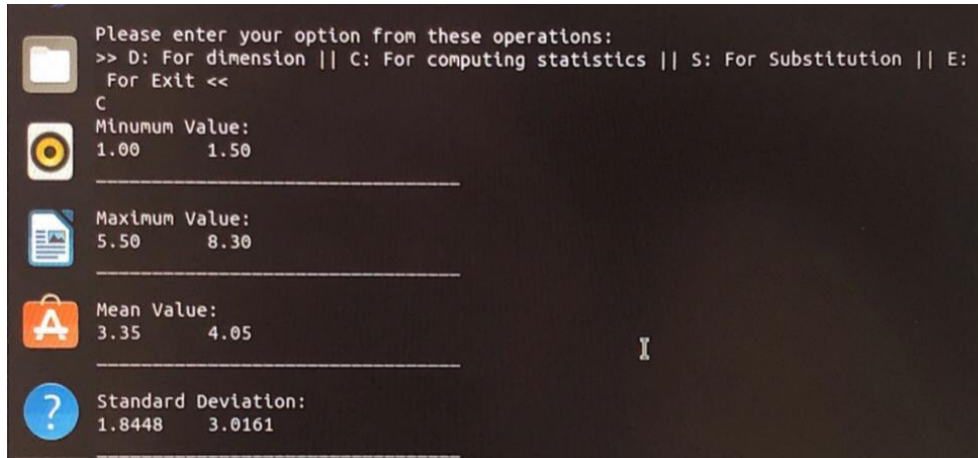 Please enter your option from these operations:
>> D: For dimension || C: For computing statistics || S: For Substitution || E:
For Exit <<
C
Minumum Value:
1.00 1.50
Maximum Value:
5.50 8.30
Mean Value:
3.35 4.05
Standard Deviation:
1.8448 3.0161